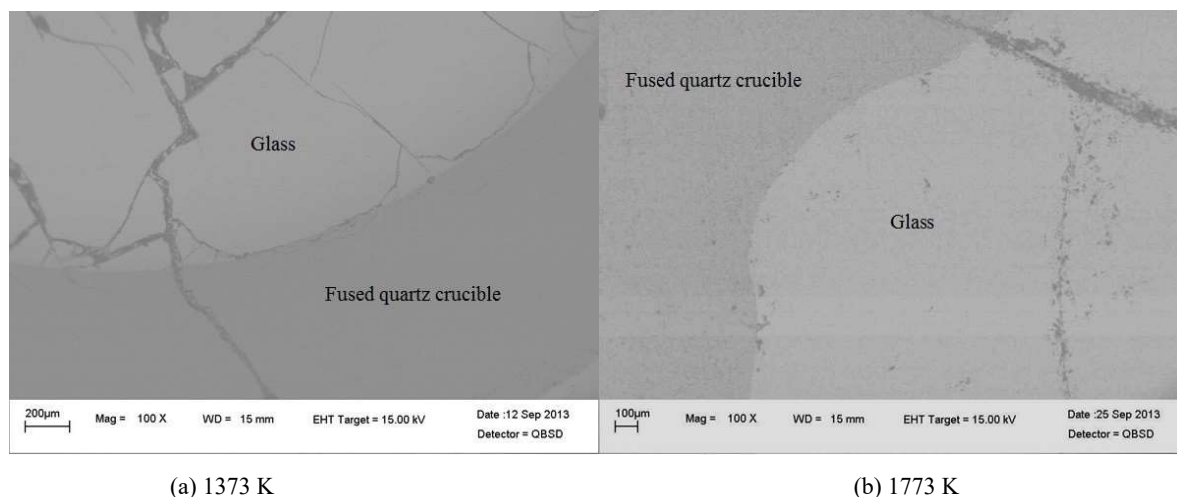 Glass
Fused quartz crucible
200µm Mag = 100 X WD = 15 mm EHT Target = 15.00 kV Date :12 Sep 2013
Detector = QBSD
Fused quartz crucible
Glass
100µm Mag = 100 X WD = 15 mm EHT Target = 15.00 kV Date :25 Sep 2013
Detector = QBSD
(a) 1373 K
(b) 1773 K